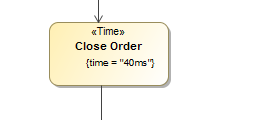 «Time»
Close Order
{time = "40ms"}